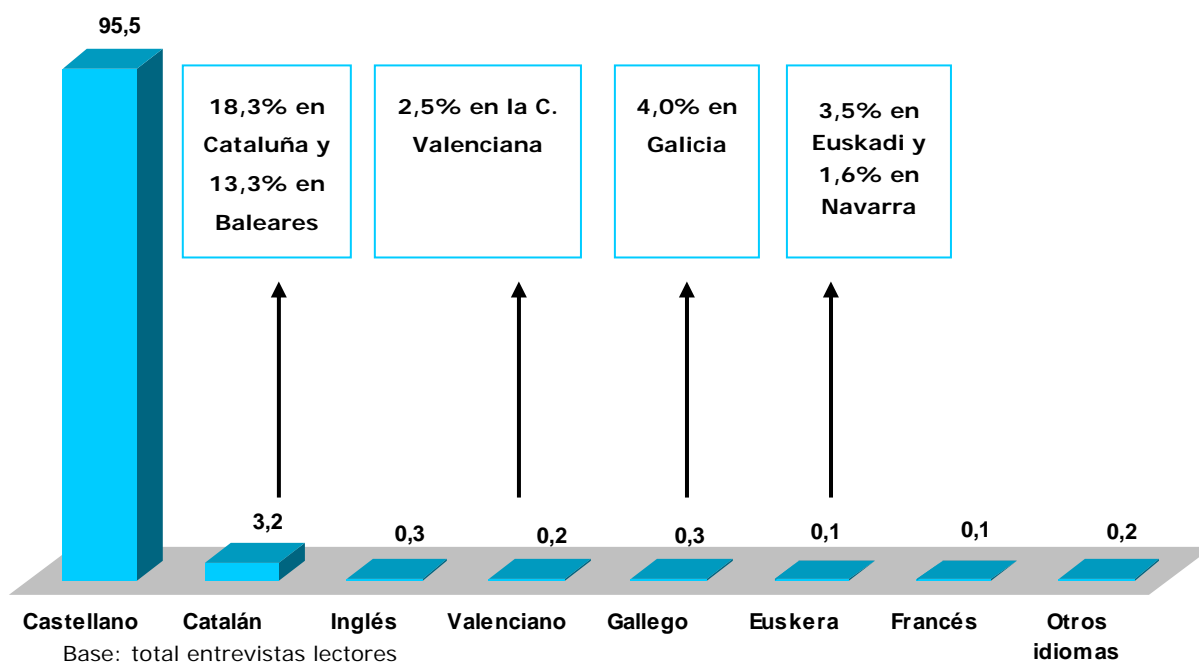 95,5
18,3% en
Cataluña y
13,3% en
Baleares
2,5% en la C.
Valenciana
4,0% en
Galicia
3,5% en
Euskadi y
1,6% en
Navarra
3,2
0,3
0,2
0,3
0,1
0,1
0,2
Castellano
Catalán
Inglés
Valenciano
Gallego
Euskera
Francés
Otros
idiomas
Base: total entrevistas lectores